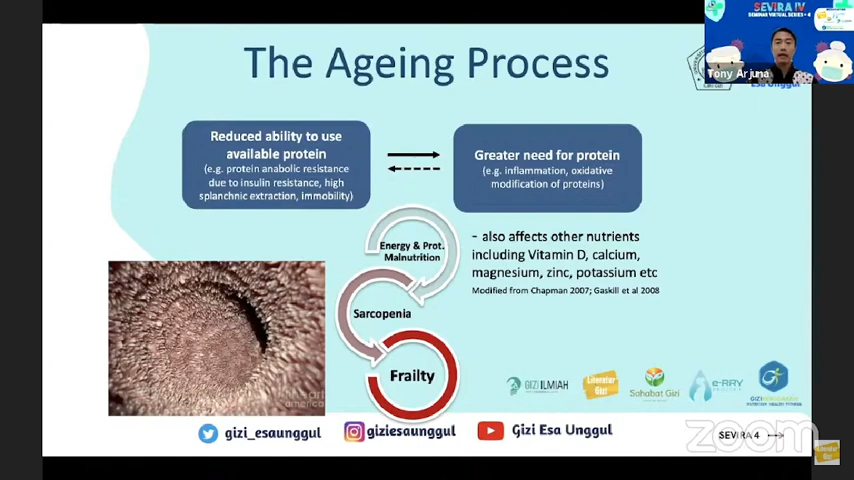 SEVIRA IV
SEMINAR VIRTUAL SERIES - 4
Tony Arjuna
Esa Unggul
The Ageing Process
Reduced ability to use
available protein
(e.g. protein anabolic resistance
due to insulin resistance, high
splanchnic extraction, immobility)
Greater need for protein
(e.g. inflammation, oxidative
modification of proteins)
Energy & Prot.
Malnutrition
Sarcopenia
Frailty
- also affects other nutrients
including Vitamin D, calcium,
magnesium, zinc, potassium etc
Modified from Chapman 2007; Gaskill et al 2008
GIZI ILMIAH
Literatur
Gizi
Sahabat Gizi
e-RRY
gizi_esaunggul
giziesaunggul
Gizi Esa Unggul
zoom
SEVIRA 4